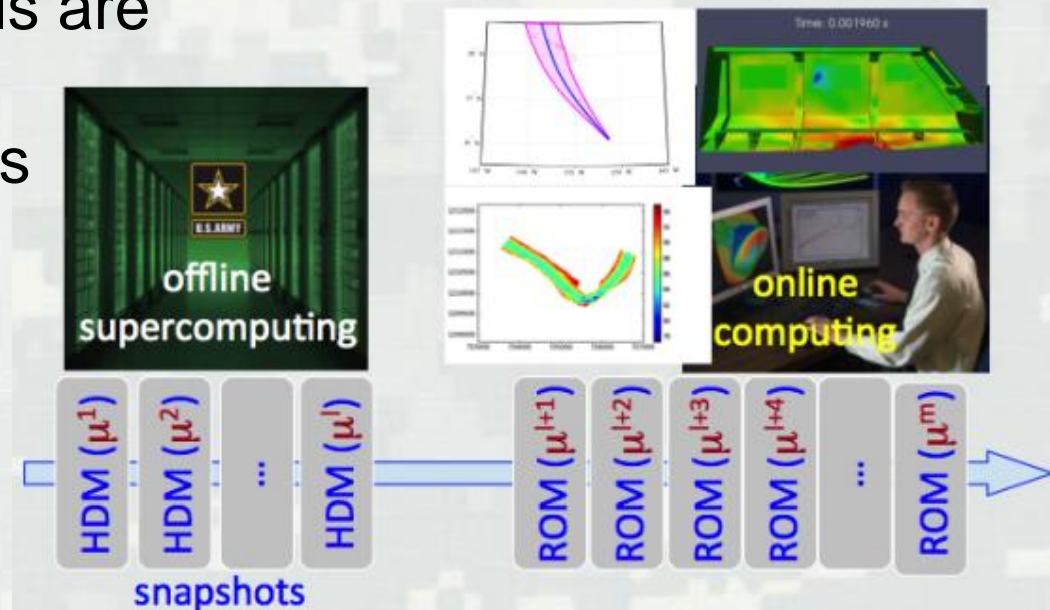 is are
s
U.S.ARMY
offline
supercomputing
Time: 0.001960 s
online
computing
HDM (μ¹)
HDM (μ²)
...
HDM (μˡ)
ROM (μˡ⁺¹)
ROM (μˡ⁺²)
ROM (μˡ⁺³)
ROM (μˡ⁺⁴)
...
ROM (μᵐ)
snapshots